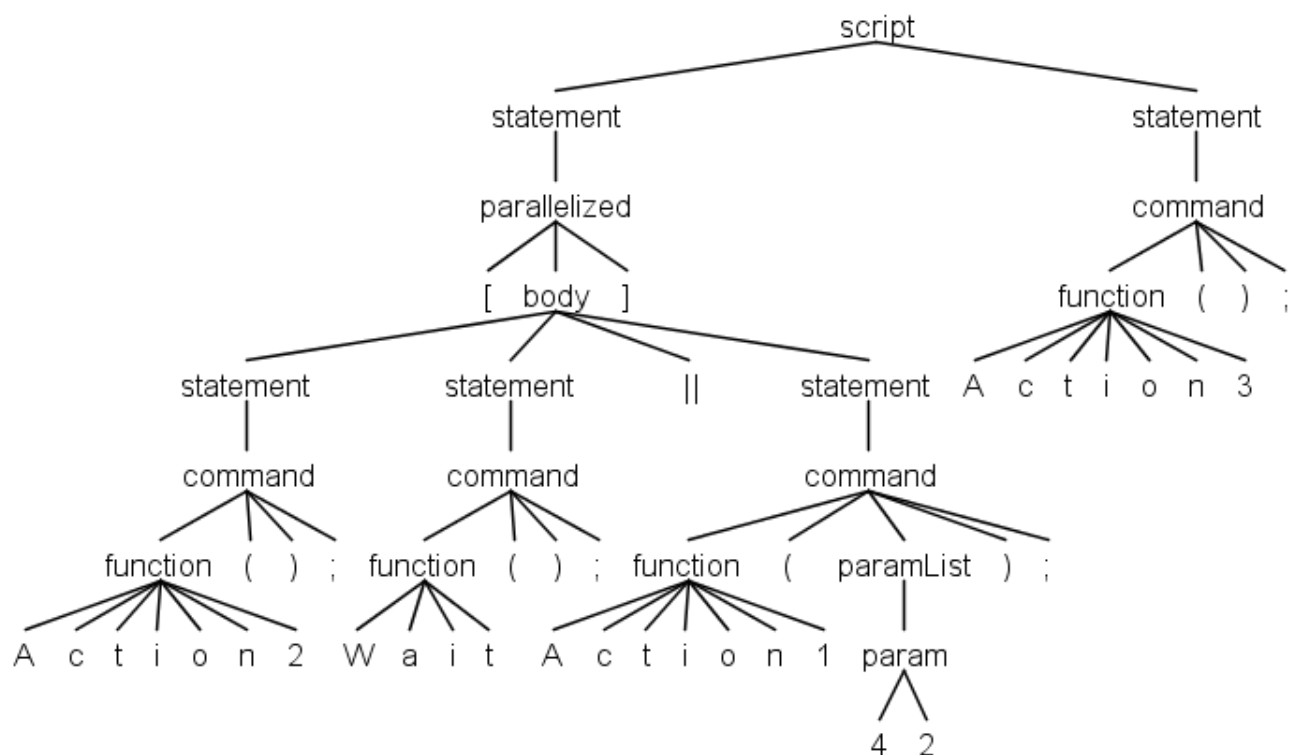 script
statement statement
parallelized command
[ body ] function ( ) ;
statement statement || statement A c t i o n 3
command command command
function ( ) ; function ( ) ; function ( paramList ) ;
A c t i o n 2 W a i t A c t i o n 1 param
4 2